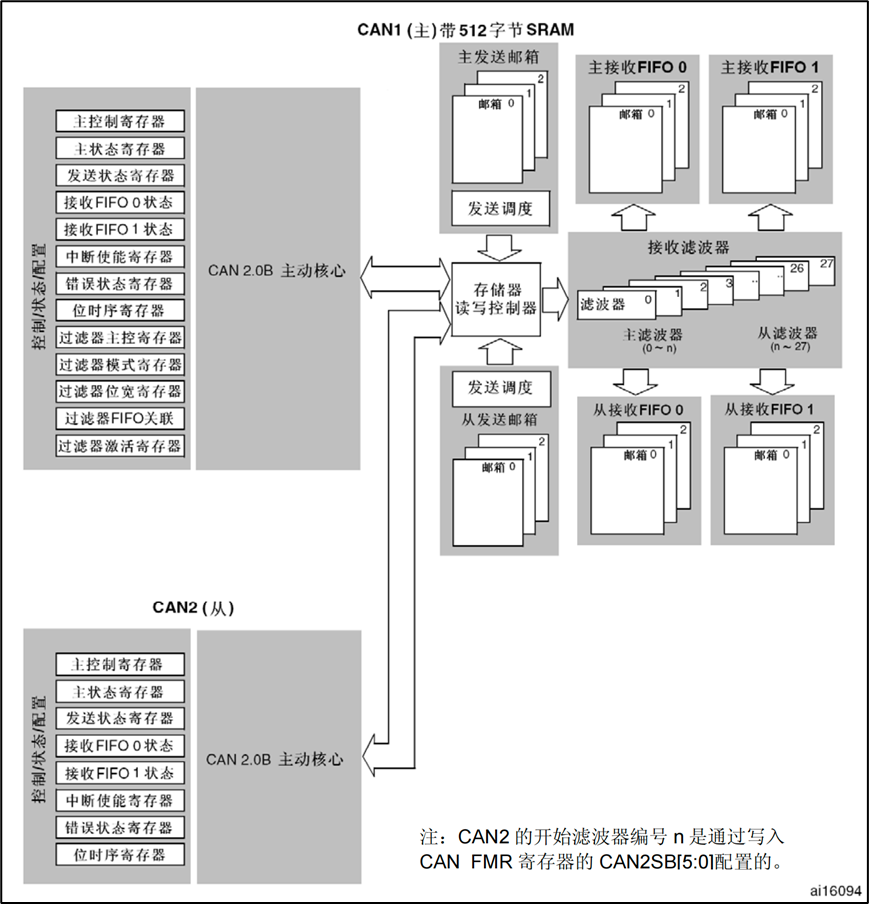 CAN1 (主) 带512字节SRAM
控制/状态/配置
主控制寄存器
主状态寄存器
发送状态寄存器
接收FIFO 0状态
接收FIFO 1状态
中断使能寄存器
错误状态寄存器
位时序寄存器
过滤器主控寄存器
过滤器模式寄存器
过滤器位宽寄存器
过滤器FIFO关联
过滤器激活寄存器
CAN 2.0B 主动核心
主发送邮箱
2
1
邮箱 0
发送调度
存储器
读写控制器
发送调度
从发送邮箱
2
1
邮箱 0
主接收FIFO 0
2
1
邮箱 0
主接收FIFO 1
2
1
邮箱 0
接收滤波器
滤波器 0 1 2 3 .. .. 26 27
主滤波器
(0～n)
从滤波器
(n～27)
从接收FIFO 0
2
1
邮箱 0
从接收FIFO 1
2
1
邮箱 0
CAN2 (从)
控制/状态/配置
主控制寄存器
主状态寄存器
发送状态寄存器
接收FIFO 0状态
接收FIFO 1状态
中断使能寄存器
错误状态寄存器
位时序寄存器
CAN 2.0B 主动核心
注：CAN2 的开始滤波器编号 n 是通过写入
CAN_FMR 寄存器的 CAN2SB[5:0]配置的。
ai16094